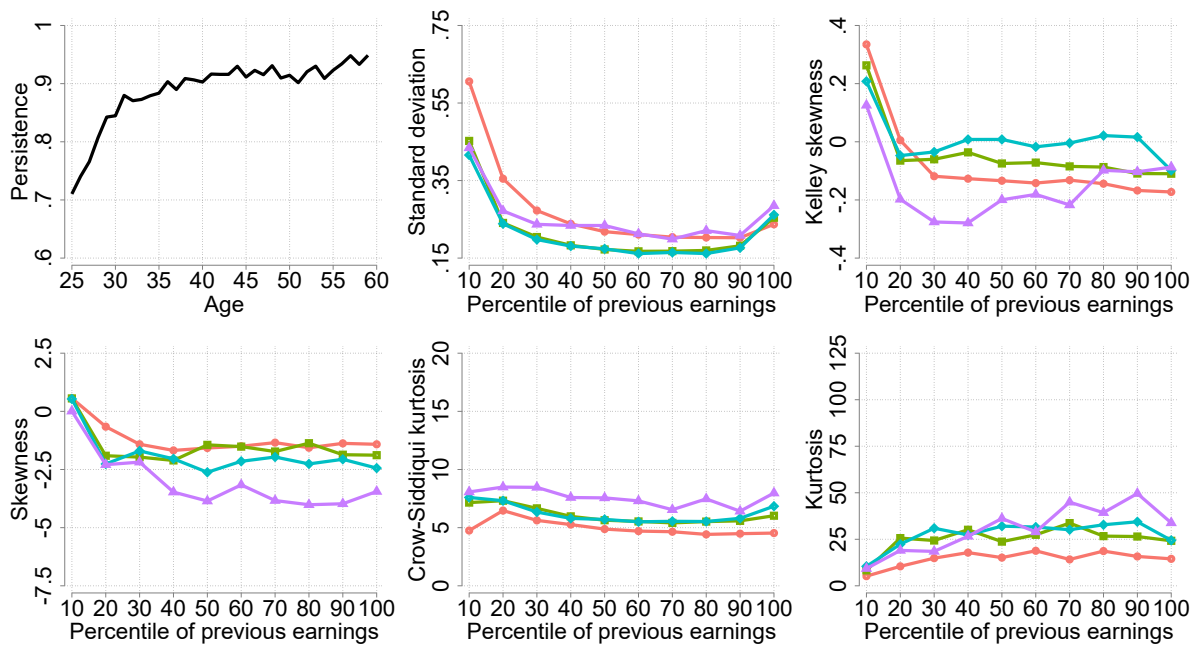 Persistence
1
.9
.8
.7
.6
25 30 35 40 45 50 55 60
Age
Standard deviation
.75
.55
.35
.15
10 20 30 40 50 60 70 80 90 100
Percentile of previous earnings
Kelley skewness
.4
.2
0
-.2
-.4
10 20 30 40 50 60 70 80 90 100
Percentile of previous earnings
Skewness
2.5
0
-2.5
-5
-7.5
10 20 30 40 50 60 70 80 90 100
Percentile of previous earnings
Crow-Siddiqui kurtosis
20
15
10
5
0
10 20 30 40 50 60 70 80 90 100
Percentile of previous earnings
Kurtosis
125
100
75
50
25
0
10 20 30 40 50 60 70 80 90 100
Percentile of previous earnings